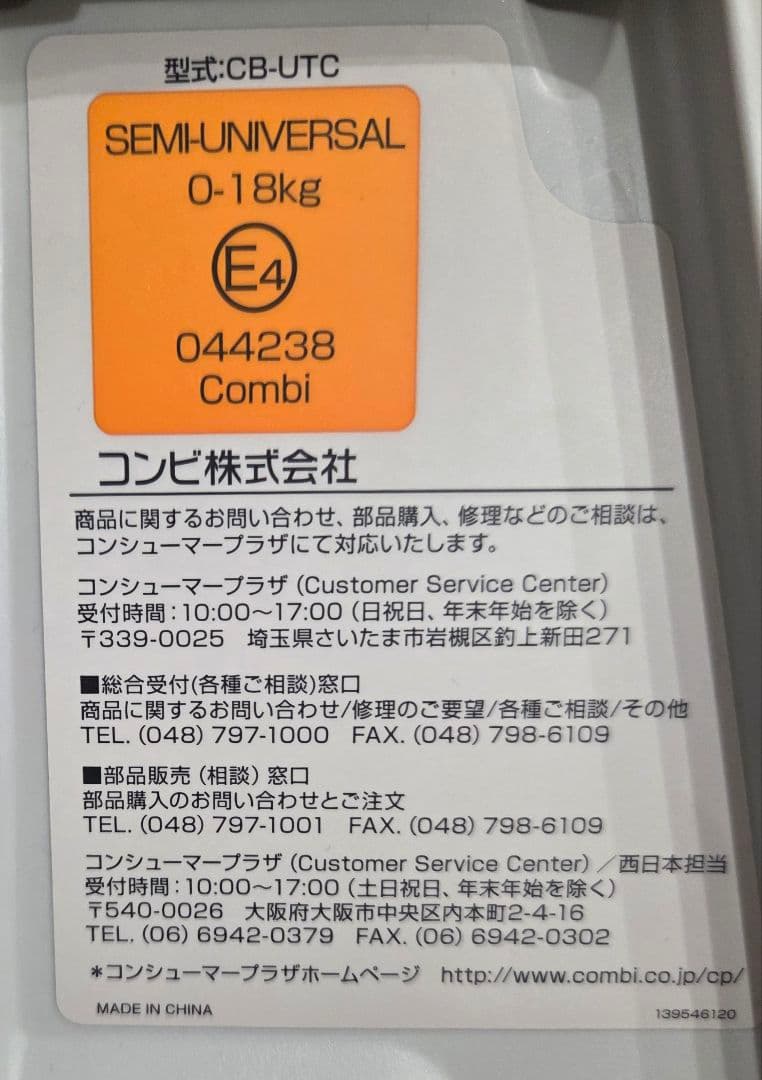 型式:CB-UTC
SEMI-UNIVERSAL
0-18kg
E4
044238
Combi
コンビ株式会社
商品に関するお問い合わせ、部品購入、修理などのご相談は、
コンシューマープラザにて対応いたします。
コンシューマープラザ(Customer Service Center)
受付時間:10:00～17:00(日祝日、年末年始を除く)
〒339-0025 埼玉県さいたま市岩槻区釣上新田271
■総合受付(各種ご相談)窓口
商品に関するお問い合わせ/修理のご要望/各種ご相談/その他
TEL.(048)797-1000 FAX.(048)798-6109
■部品販売(相談)窓口
部品購入のお問い合わせとご注文
TEL.(048)797-1001 FAX.(048)798-6109
コンシューマープラザ(Customer Service Center)／西日本担当
受付時間:10:00～17:00(土日祝日、年末年始を除く)
〒540-0026 大阪府大阪市中央区内本町2-4-16
TEL.(06)6942-0379 FAX.(06)6942-0302
*コンシューマープラザホームページ http://www.combi.co.jp/cp/
MADE IN CHINA 139546120